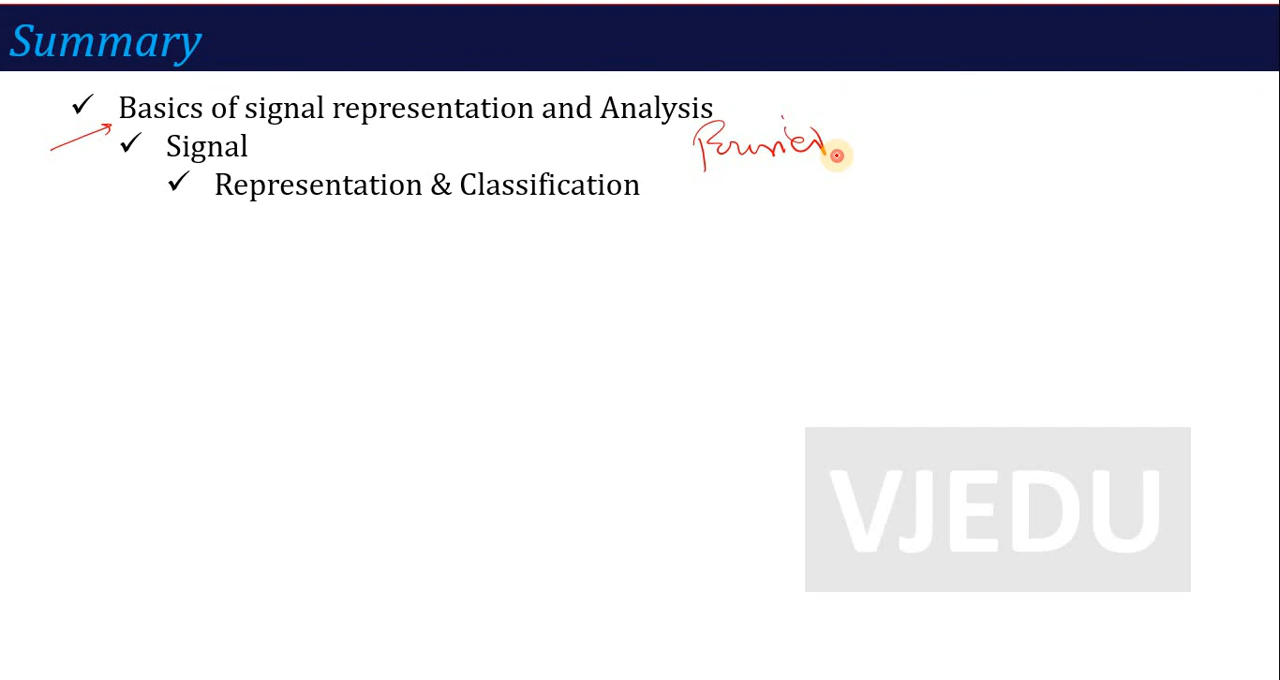 Summary
✓ Basics of signal representation and Analysis
✓ Signal
Fourier
✓ Representation & Classification
VJEDU